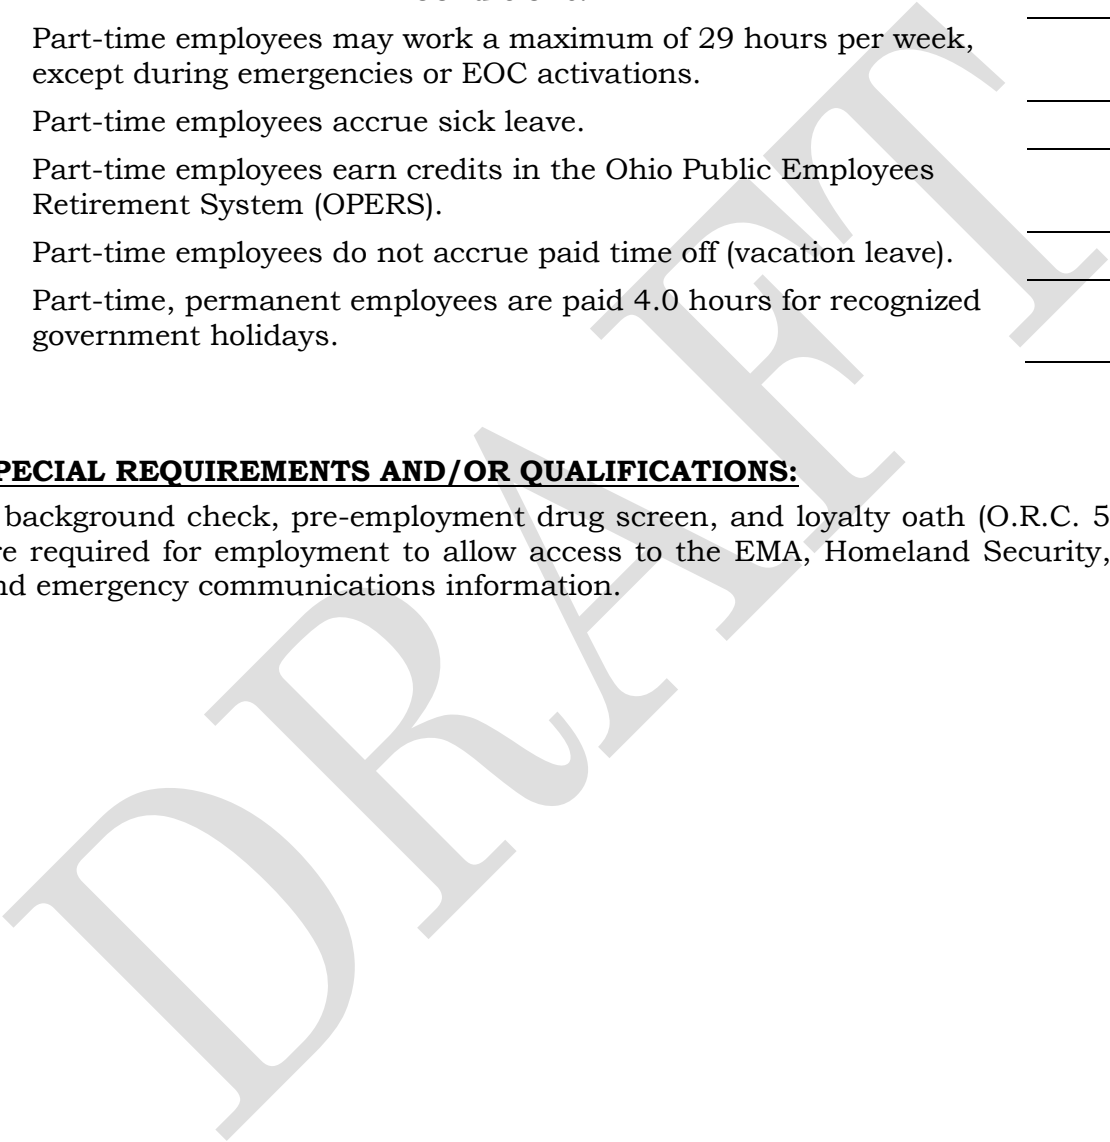 Part-time employees may work a maximum of 29 hours per week,
except during emergencies or EOC activations.
Part-time employees accrue sick leave.
Part-time employees earn credits in the Ohio Public Employees
Retirement System (OPERS).
Part-time employees do not accrue paid time off (vacation leave).
Part-time, permanent employees are paid 4.0 hours for recognized
government holidays.
PECIAL REQUIREMENTS AND/OR QUALIFICATIONS:
background check, pre-employment drug screen, and loyalty oath (O.R.C. 5
re required for employment to allow access to the EMA, Homeland Security,
nd emergency communications information.
DRAFT